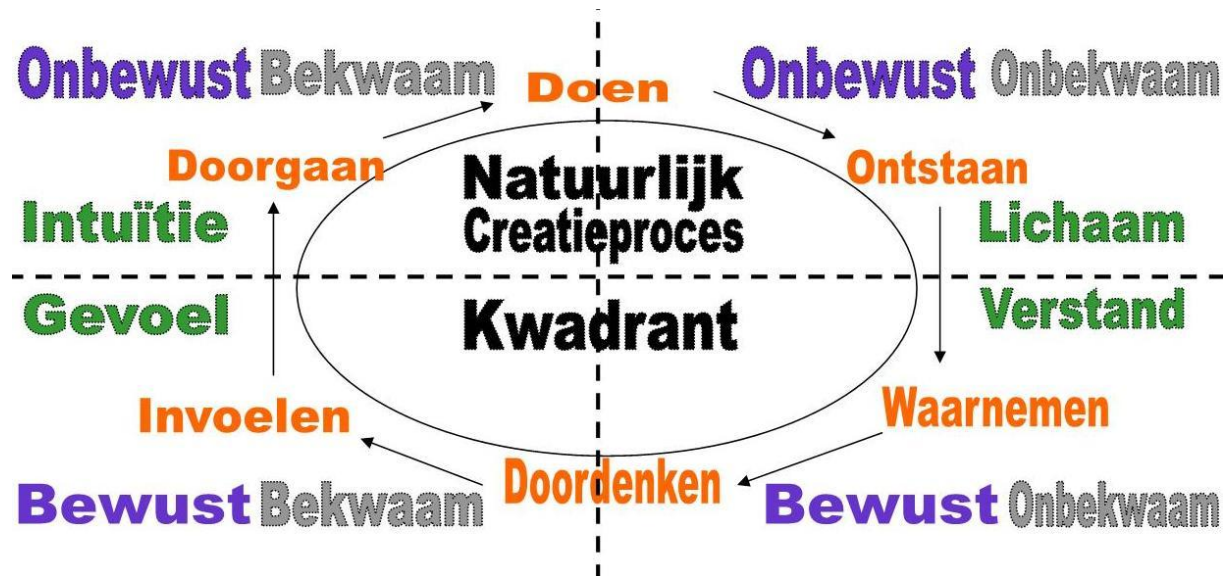 Onbewust Bekwaam
Doen
Onbewust Onbekwaam
Doorgaan
Natuurlijk
Creatieproces
Ontstaan
Intuïtie
Lichaam
Gevoel
Kwadrant
Verstand
Invoelen
Waarnemen
Doordenken
Bewust Bekwaam
Bewust Onbekwaam